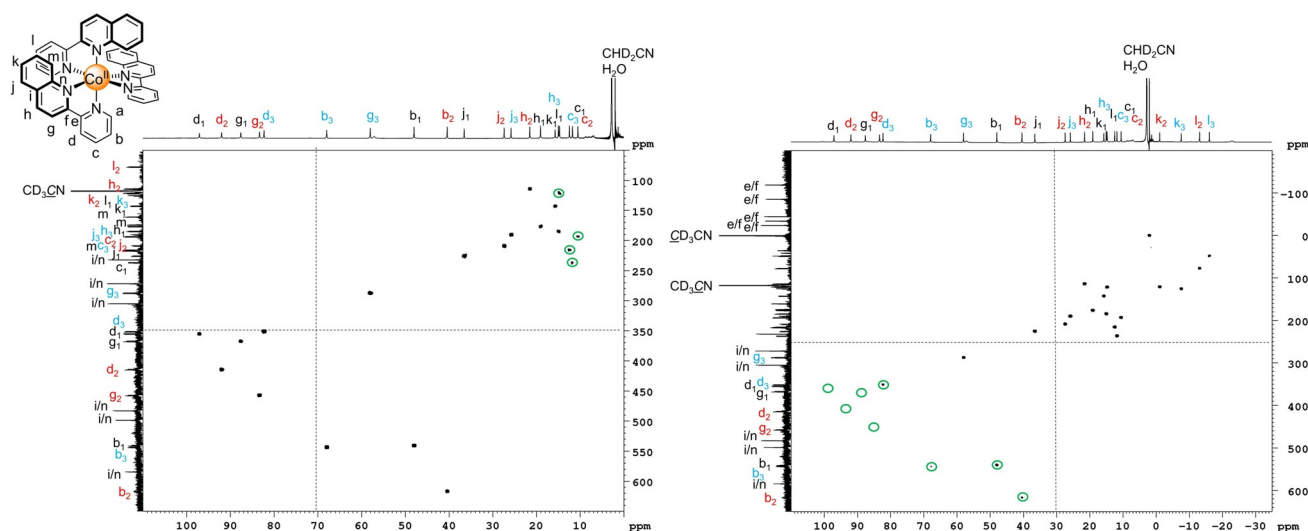 l
k
m
j
i
n
h
g
f
e
d
c
b
a
N
N
N
N
N
N
Co
II
CHD₂CN
H₂O
d₁ d₂ g₁ g₂ d₃ b₃ g₃ b₁ b₂ j₁ j₂ j₃ h₂ h₁ k₁ h₃ l₁ c₃ c₁ c₂
ppm
l₂
h₂
CD₃CN
k₂ l₁ k₃
m k₁
m
j₃ h₃ h₁
c₂ j₂
m c₃
j₁
i/n
c₁
i/n
g₃
i/n
d₃
d₁
g₁
d₂
g₂
i/n
i/n
b₁
b₃
i/n
b₂
100
150
200
250
300
350
400
450
500
550
600
100 90 80 70 60 50 40 30 20 10 0 ppm
CHD₂CN
H₂O
d₁ d₂ g₁ g₂ d₃ b₃ g₃ b₁ b₂ j₁ j₂ j₃ h₂ h₁ k₁ h₃ l₁ c₃ c₁ c₂ k₂ k₃ l₂ l₃
ppm
e/f
e/f
e/f
e/f e/f
CD₃CN
CD₃CN
i/n
g₃
i/n
d₃
d₁
g₁
d₂
g₂
i/n
i/n
b₁
b₃
i/n
b₂
-200
-100
0
100
200
300
400
500
600
100 90 80 70 60 50 40 30 20 10 0 -10 -20 -30 ppm